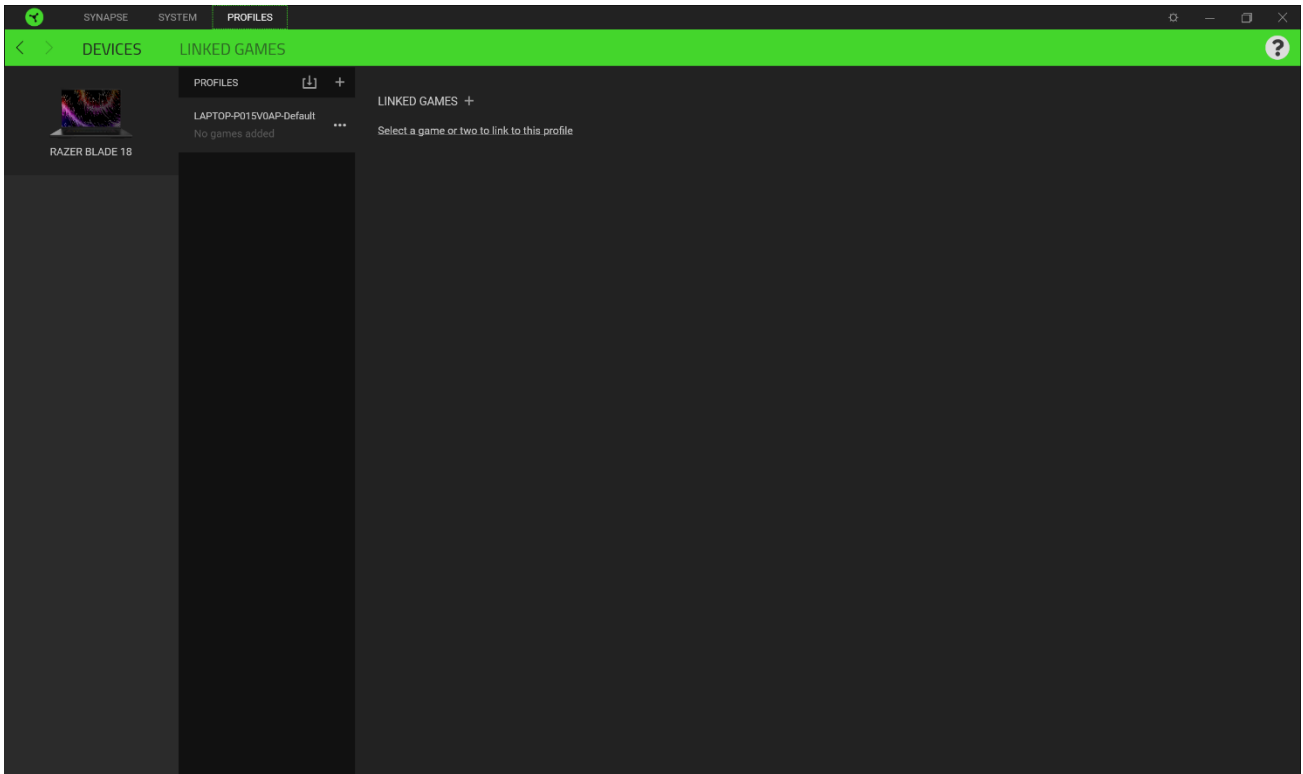 SYNAPSE SYSTEM PROFILES
DEVICES LINKED GAMES ?
PROFILES +
LAPTOP-P015V0AP-Default
No games added
RAZER BLADE 18
LINKED GAMES +
Select a game or two to link to this profile